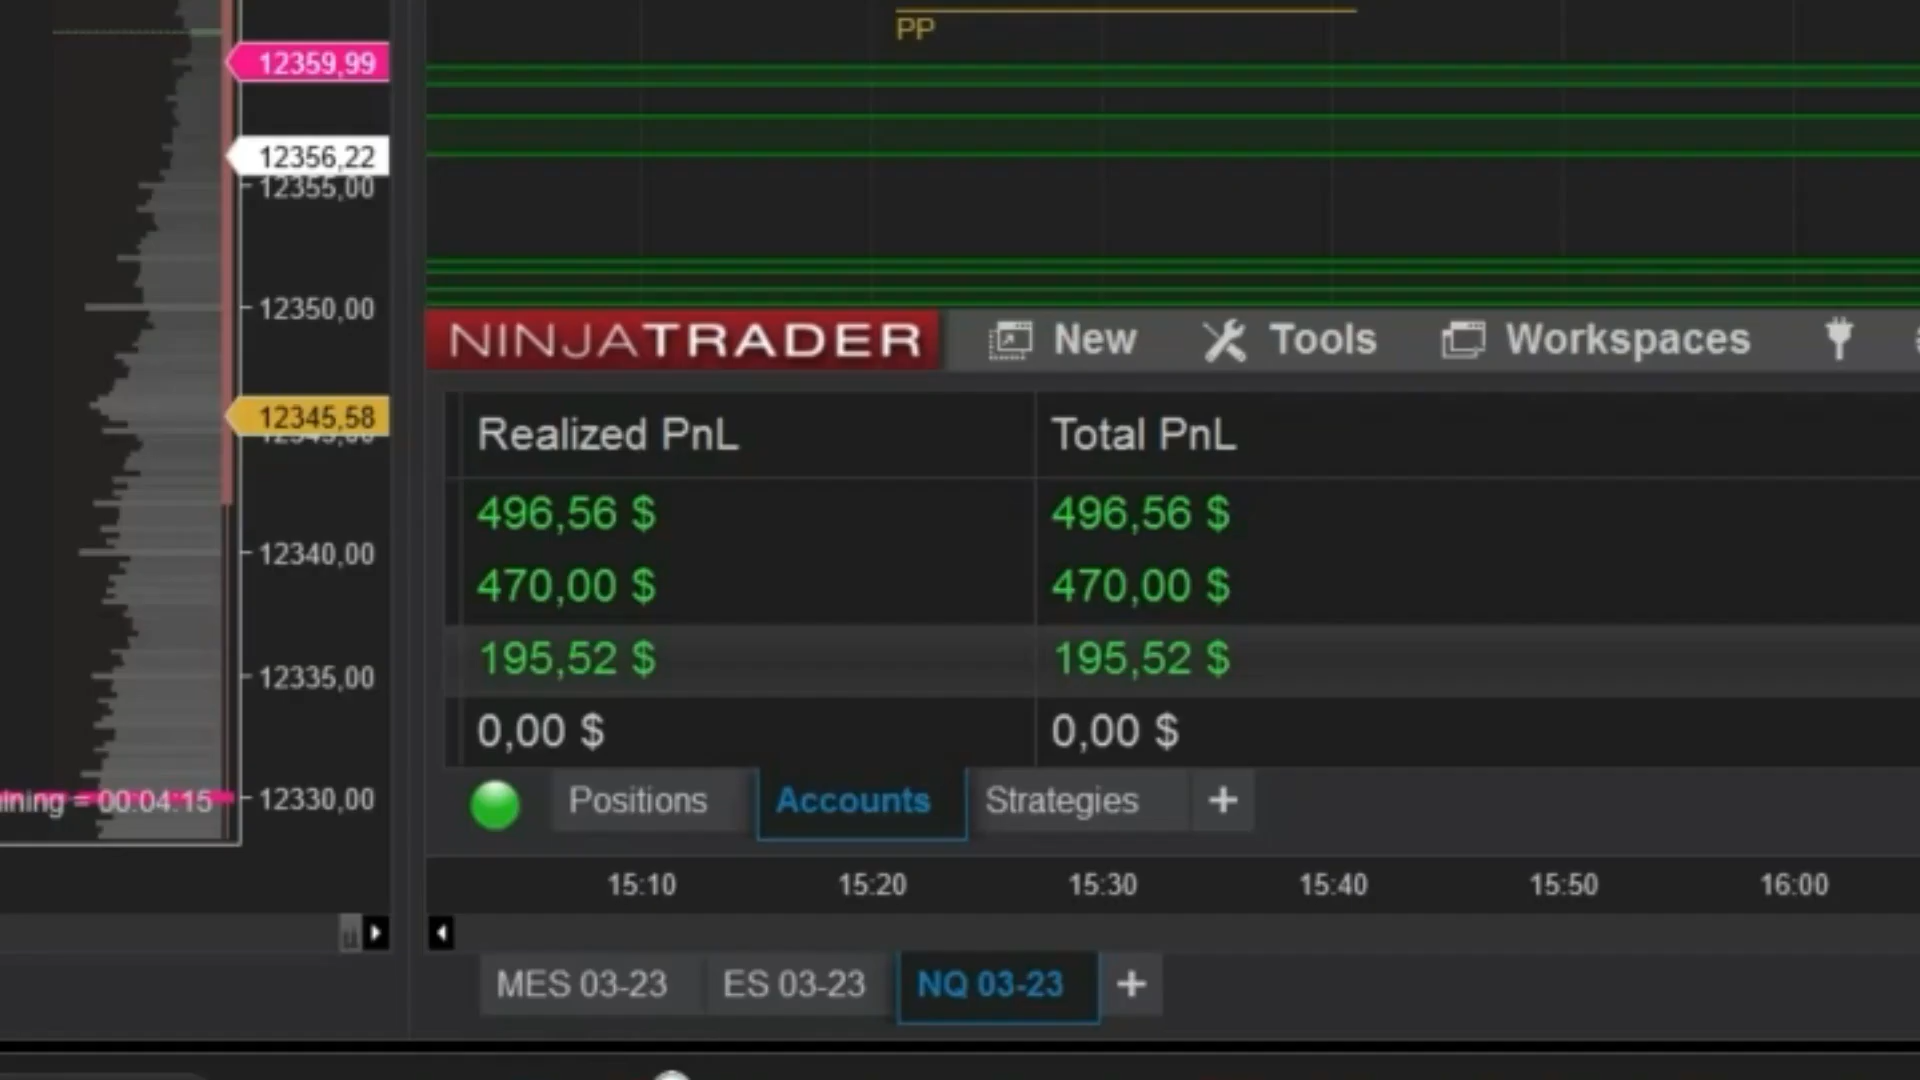 PP
12359,99
12356,22
12355,00
12350,00
NINJATRADER New Tools Workspaces
12345,58
Realized PnL Total PnL
496,56 $ 496,56 $
12340,00
470,00 $ 470,00 $
195,52 $ 195,52 $
12335,00
0,00 $ 0,00 $
ining = 00:04:15 12330,00
Positions Accounts Strategies +
15:10 15:20 15:30 15:40 15:50 16:00
MES 03-23 ES 03-23 NQ 03-23 +